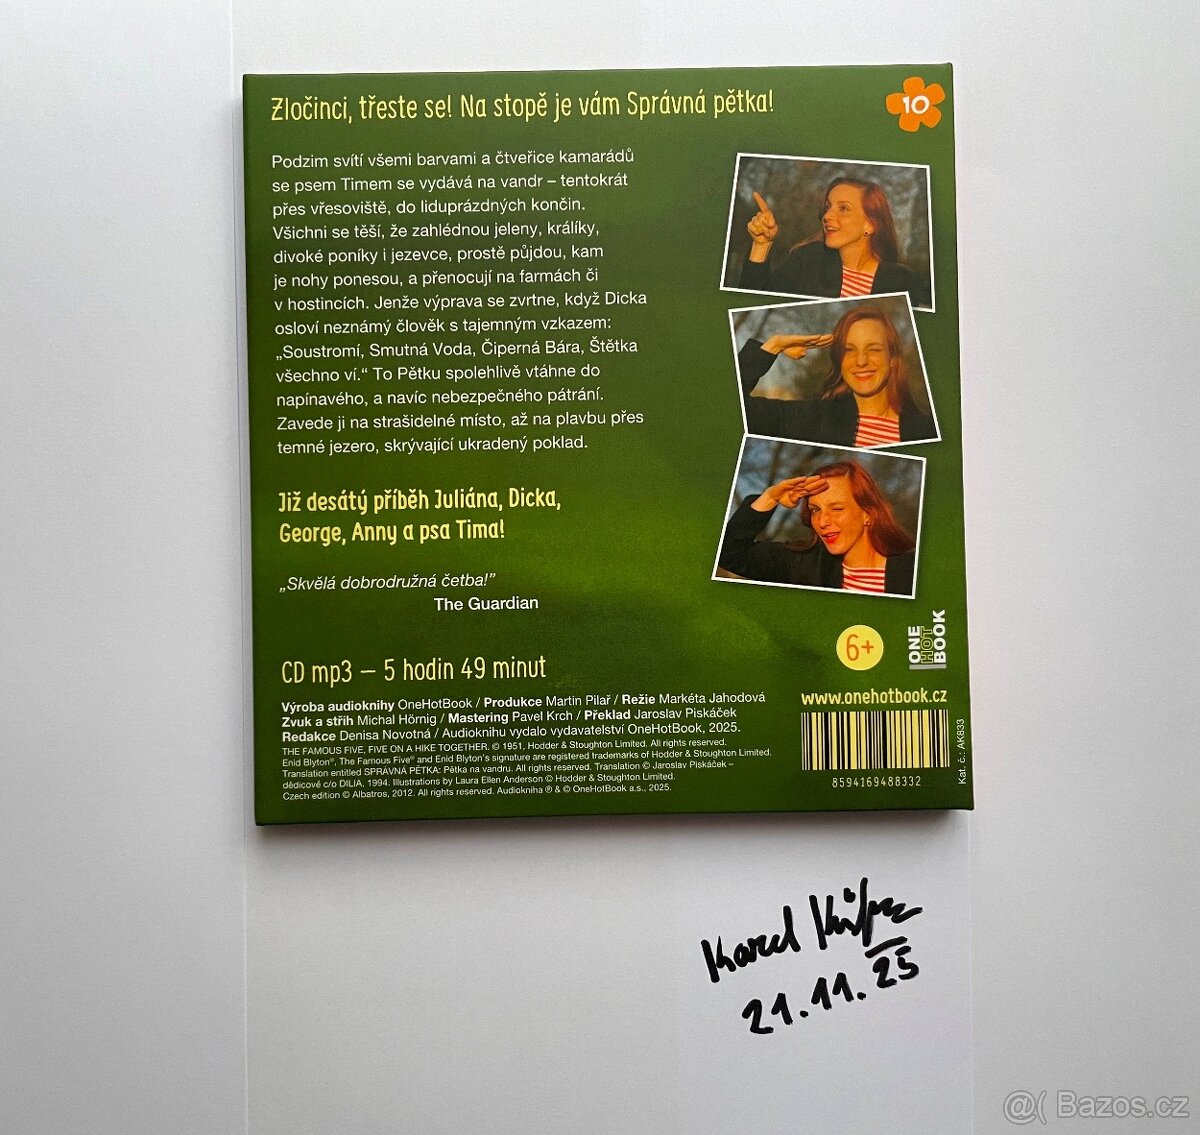 Zločinci, třeste se! Na stopě je vám Správná pětka!
10
Podzim svítí všemi barvami a čtveřice kamarádů
se psem Timem se vydává na vandr – tentokrát
přes vřesoviště, do liduprázdných končin.
Všichni se těší, že zahlédnou jeleny, králíky,
divoké poníky i jezevce, prostě půjdou, kam
je nohy ponesou, a přenocují na farmách či
v hostincích. Jenže výprava se zvrtne, když Dicka
osloví neznámý člověk s tajemným vzkazem:
„Soustromí, Smutná Voda, Čiperná Bára, Štětka
všechno ví.“ To Pětku spolehlivě vtáhne do
napínavého, a navíc nebezpečného pátrání.
Zavede ji na strašidelné místo, až na plavbu přes
temné jezero, skrývající ukradený poklad.
Již desátý příběh Juliána, Dicka,
George, Anny a psa Tima!
„Skvělá dobrodružná četba!”
The Guardian
6+
ONE
HOT
BOOK
CD mp3 – 5 hodin 49 minut
www.onehotbook.cz
Výroba audioknihy OneHotBook / Produkce Martin Pilař / Režie Markéta Jahodová
Zvuk a střih Michal Hörnig / Mastering Pavel Krch / Překlad Jaroslav Piskáček
Redakce Denisa Novotná / Audioknihu vydalo vydavatelství OneHotBook, 2025.
THE FAMOUS FIVE, FIVE ON A HIKE TOGETHER. © 1951, Hodder & Stoughton Limited. All rights reserved.
Enid Blyton®, The Famous Five® and Enid Blyton's signature are registered trademarks of Hodder & Stoughton Limited.
Translation entitled SPRÁVNÁ PĚTKA: Pětka na vandru. All rights reserved. Translation © Jaroslav Piskáček –
dědicové c/o DILIA, 1994. Illustrations by Laura Ellen Anderson © Hodder & Stoughton Limited.
Czech edition © Albatros, 2012. All rights reserved. Audiokniha ℗ & © OneHotBook a.s., 2025.
8594169488332
Kat. č.: AK833
Karel
21.11.25
@( Bazos.cz